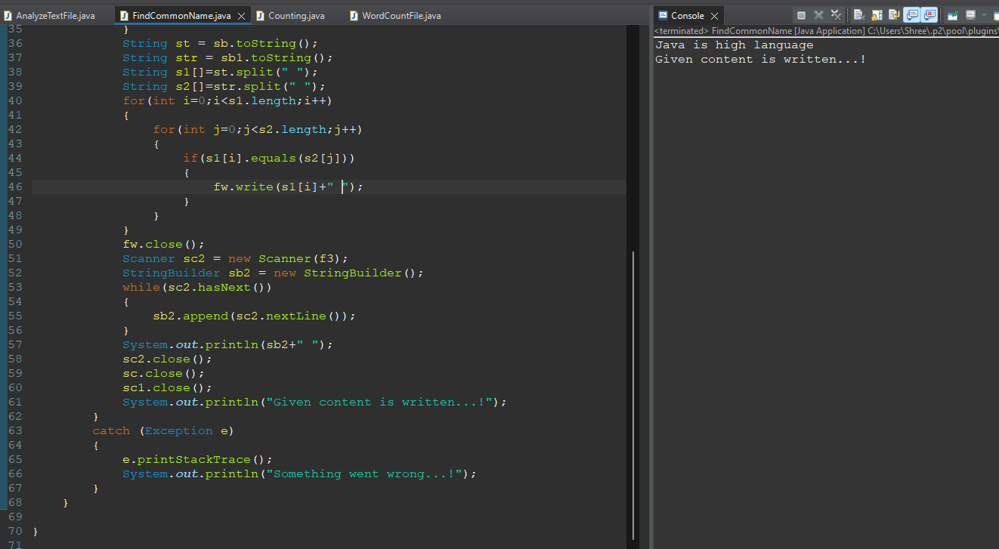 AnalyzeTextFile.java FindCommonName.java Counting.java WordCountFile.java
35 }
36 String st = sb.toString();
37 String str = sb1.toString();
38 String s1[]=st.split(" ");
39 String s2[]=str.split(" ");
40 for(int i=0;i<s1.length;i++)
41 {
42 for(int j=0;j<s2.length;j++)
43 {
44 if(s1[i].equals(s2[j]))
45 {
46 fw.write(s1[i]+" ");
47 }
48 }
49 }
50 fw.close();
51 Scanner sc2 = new Scanner(f3);
52 StringBuilder sb2 = new StringBuilder();
53 while(sc2.hasNext())
54 {
55 sb2.append(sc2.nextLine());
56 }
57 System.out.println(sb2+" ");
58 sc2.close();
59 sc.close();
60 sc1.close();
61 System.out.println("Given content is written...!");
62 }
63 catch (Exception e)
64 {
65 e.printStackTrace();
66 System.out.println("Something went wrong...!");
67 }
68 }
69
70 }
71
Console
<terminated> FindCommonName [Java Application] C:\Users\Shree\.p2\pool\plugins\
Java is high language
Given content is written...!